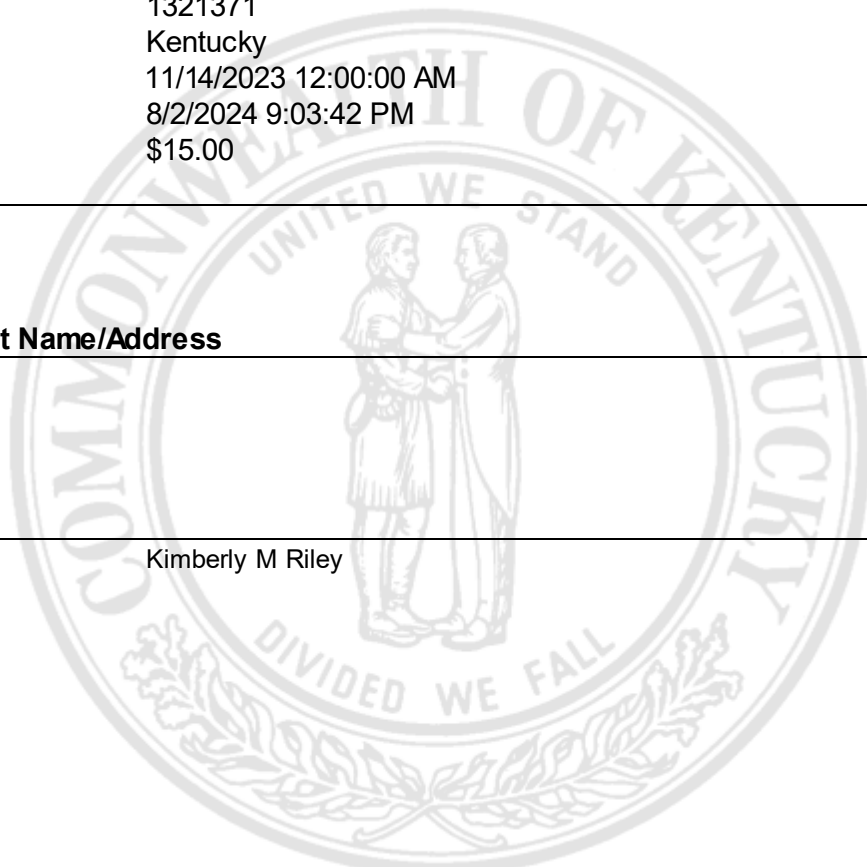 1321371
Kentucky
11/14/2023 12:00:00 AM
8/2/2024 9:03:42 PM
$15.00
t Name/Address
Kimberly M Riley
COMMONWEALTH OF KENTUCKY
UNITED WE STAND
DIVIDED WE FALL